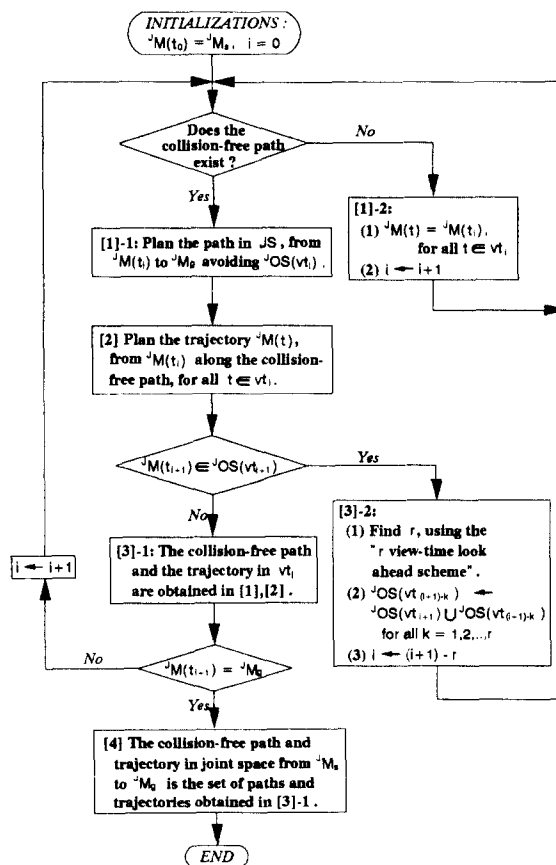 INITIALIZATIONS :
ᴶM(t₀) = ᴶMₛ, i = 0
Does the
collision-free path
exist ?
No
Yes
[1]-2:
(1) ᴶM(t) = ᴶM(tᵢ),
for all t ∈ vtᵢ
(2) i ← i+1
[1]-1: Plan the path in JS, from
ᴶM(tᵢ) to ᴶM_g avoiding ᴶOS(vtᵢ).
[2] Plan the trajectory ᴶM(t),
from ᴶM(tᵢ) along the collision-
free path, for all t ∈ vtᵢ.
ᴶM(tᵢ₊₁) ∈ ᴶOS(vtᵢ₊₁)
Yes
No
[3]-1: The collision-free path
and the trajectory in vtᵢ
are obtained in [1],[2].
i ← i+1
[3]-2:
(1) Find r, using the
"r view-time look
ahead scheme".
(2) ᴶOS(vt₍ᵢ₊₁₎₋ₖ) ←
ᴶOS(vtᵢ₊₁) ∪ ᴶOS(vt₍ᵢ₊₁₎₋ₖ)
for all k = 1,2,..,r
(3) i ← (i+1) - r
No
ᴶM(tᵢ₊₁) = ᴶM_g
Yes
[4] The collision-free path and
trajectory in joint space from ᴶMₛ
to ᴶM_g is the set of paths and
trajectories obtained in [3]-1.
END